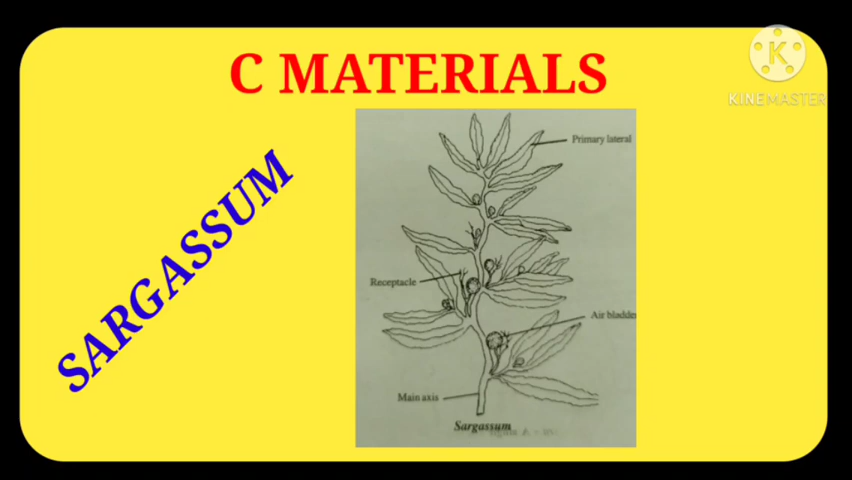 C MATERIALS
K
KINEMASTER
SARGASSUM
Primary lateral
Receptacle
Air bladder
Main axis
Sargassum